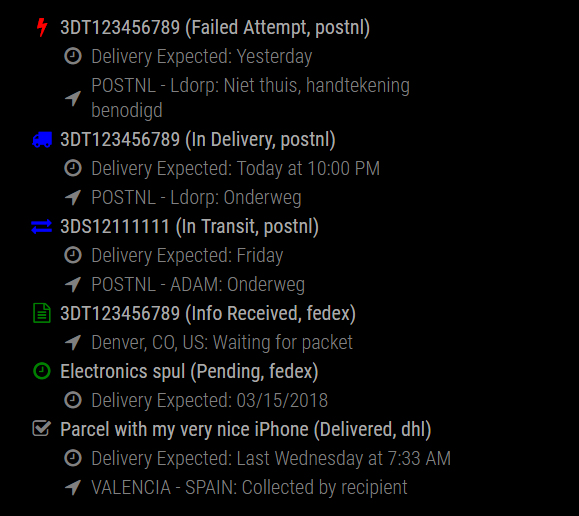 3DT123456789 (Failed Attempt, postnl)
Delivery Expected: Yesterday
POSTNL - Ldorp: Niet thuis, handtekening
benodigd
3DT123456789 (In Delivery, postnl)
Delivery Expected: Today at 10:00 PM
POSTNL - Ldorp: Onderweg
3DS12111111 (In Transit, postnl)
Delivery Expected: Friday
POSTNL - ADAM: Onderweg
3DT123456789 (Info Received, fedex)
Denver, CO, US: Waiting for packet
Electronics spul (Pending, fedex)
Delivery Expected: 03/15/2018
Parcel with my very nice iPhone (Delivered, dhl)
Delivery Expected: Last Wednesday at 7:33 AM
VALENCIA - SPAIN: Collected by recipient